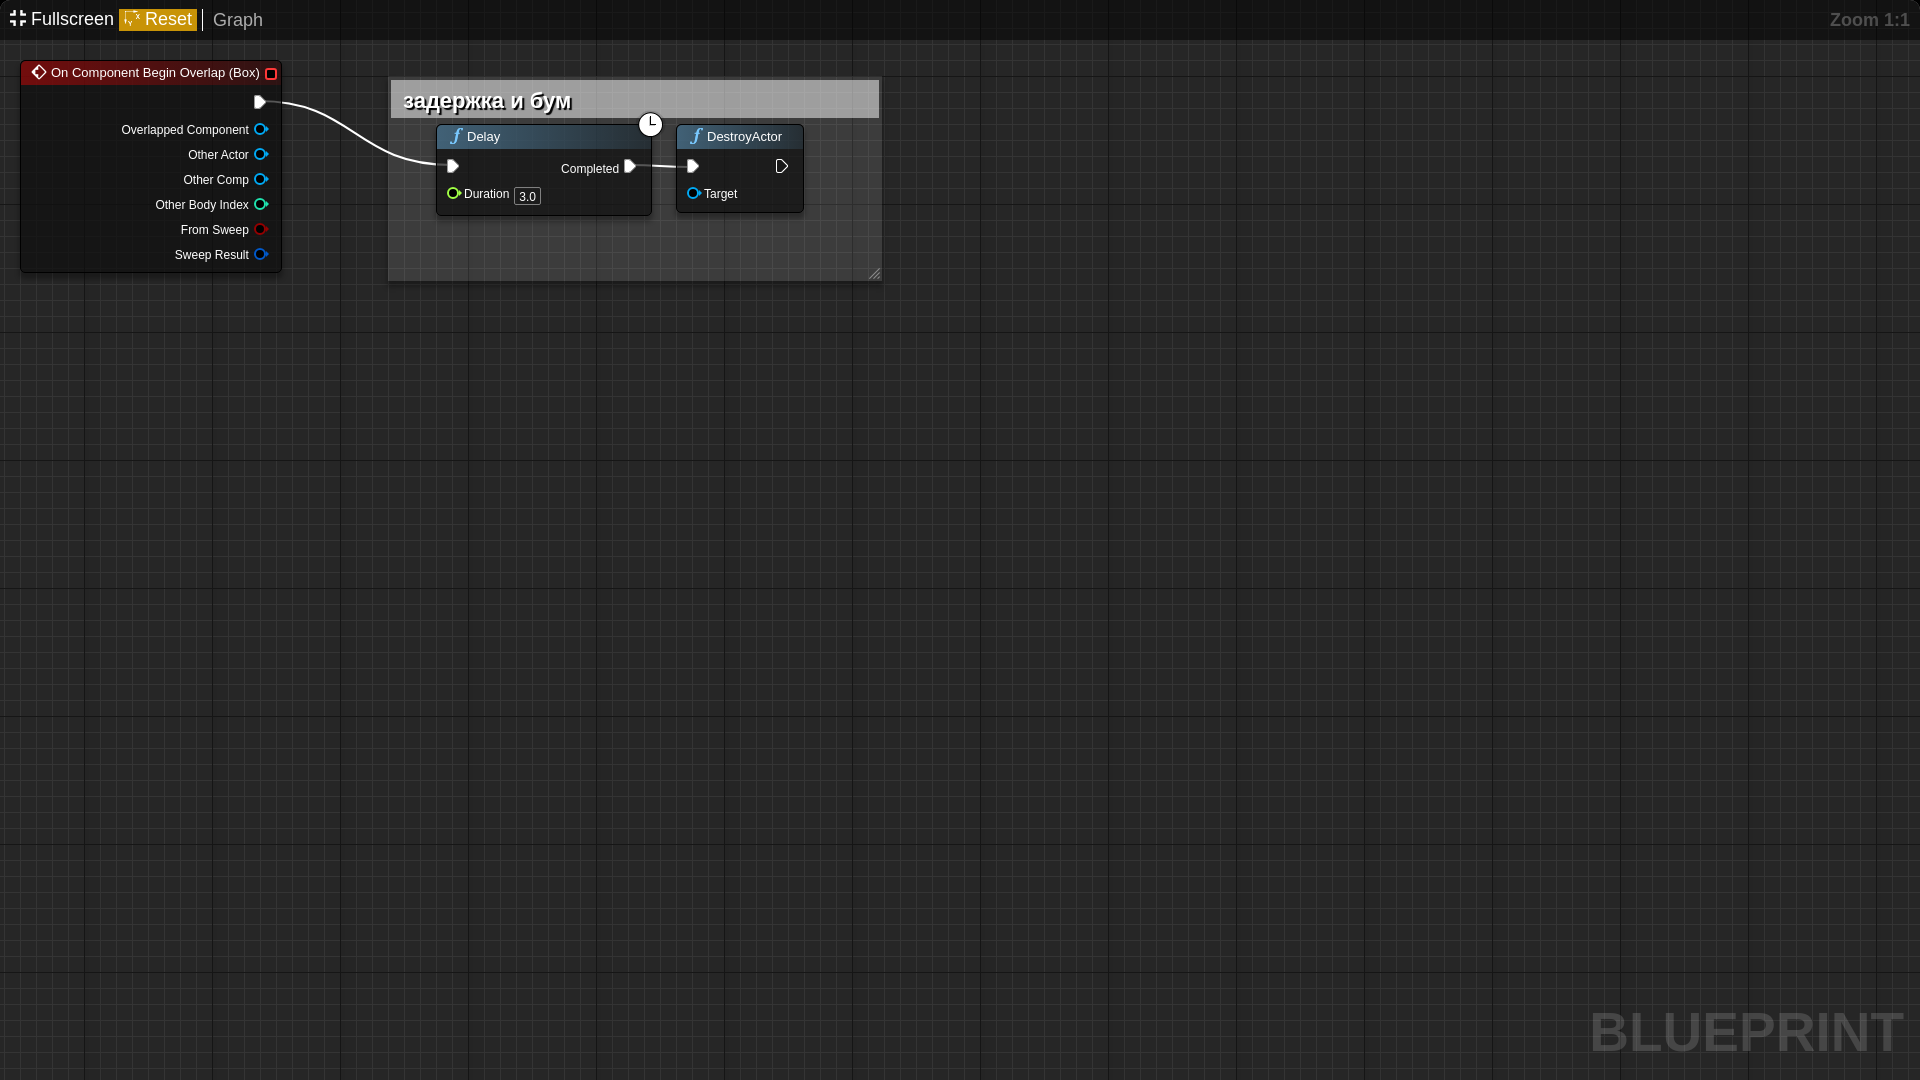 Fullscreen Reset Graph Zoom 1:1
On Component Begin Overlap (Box)
Overlapped Component
Other Actor
Other Comp
Other Body Index
From Sweep
Sweep Result
задержка и бум
Delay
Completed
Duration 3.0
DestroyActor
Target
BLUEPRINT